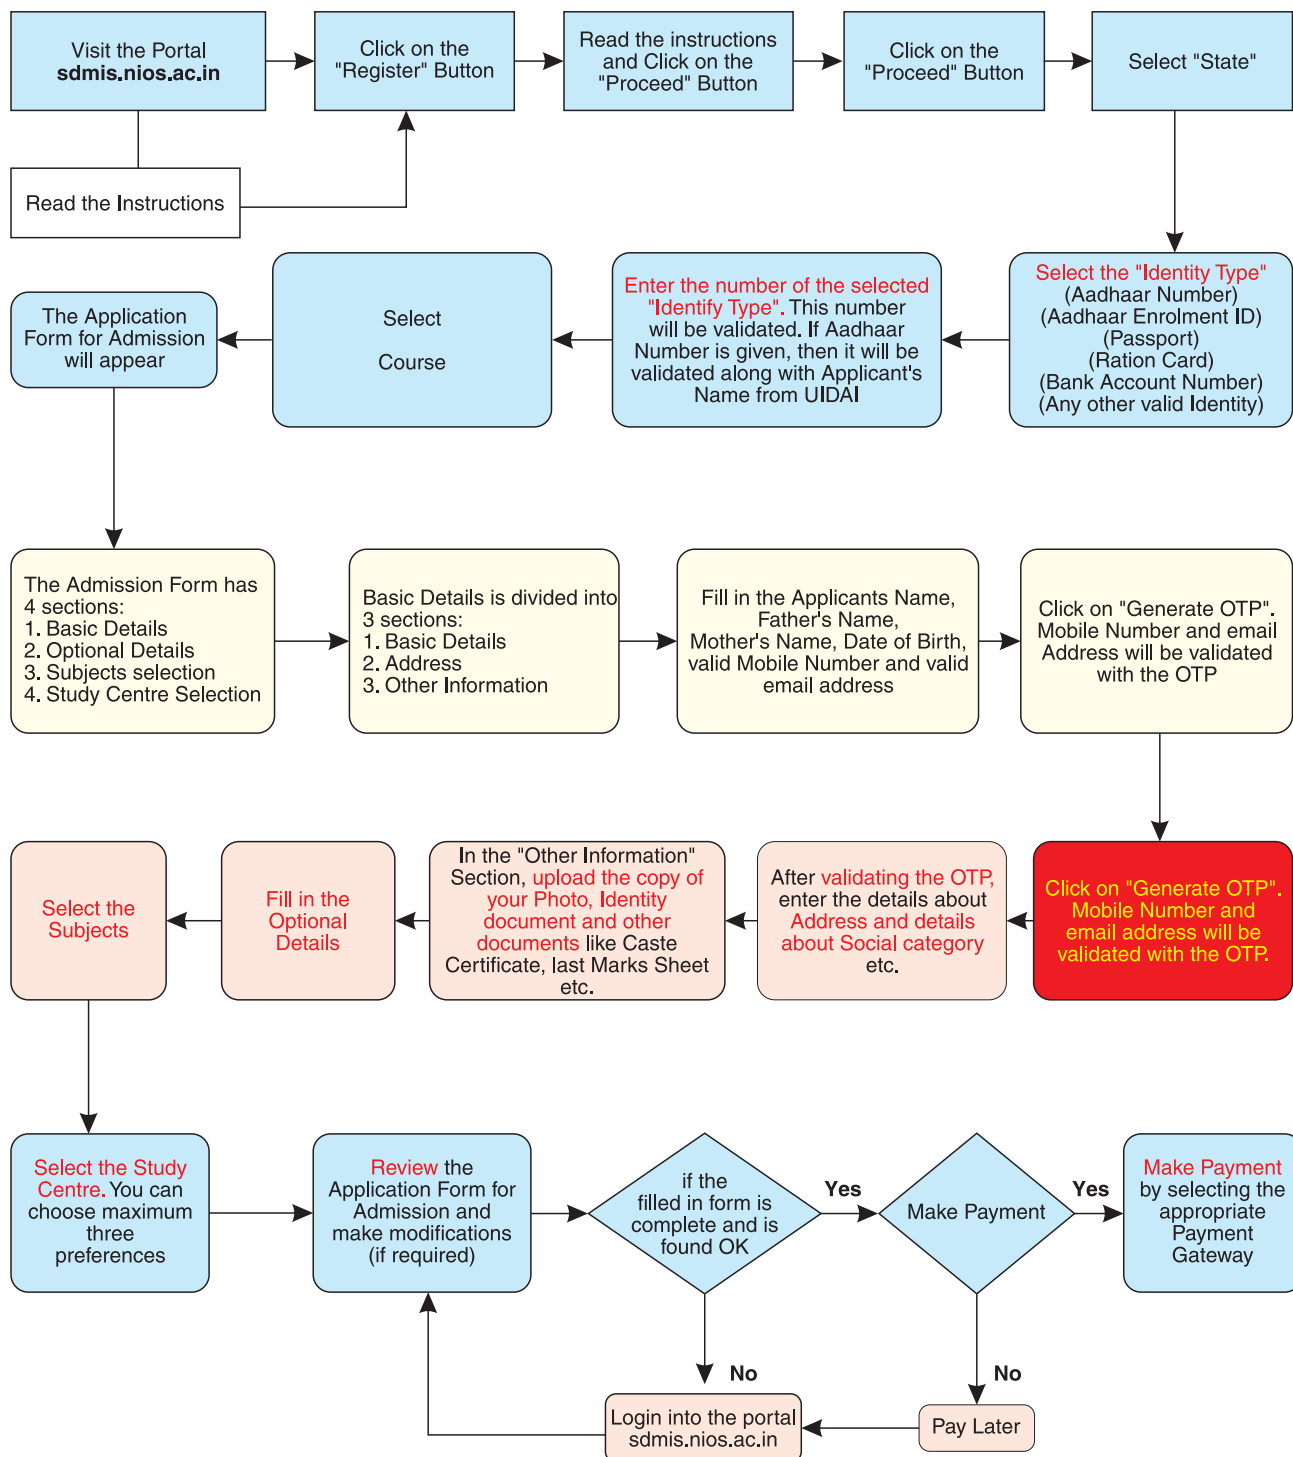 Visit the Portal
sdmis.nios.ac.in
Click on the
"Register" Button
Read the instructions
and Click on the
"Proceed" Button
Click on the
"Proceed" Button
Select "State"
Read the Instructions
Select the "Identity Type"
(Aadhaar Number)
(Aadhaar Enrolment ID)
(Passport)
(Ration Card)
(Bank Account Number)
(Any other valid Identity)
Enter the number of the selected
"Identify Type". This number
will be validated. If Aadhaar
Number is given, then it will be
validated along with Applicant's
Name from UIDAI
Select
Course
The Application
Form for Admission
will appear
The Admission Form has
4 sections:
1. Basic Details
2. Optional Details
3. Subjects selection
4. Study Centre Selection
Basic Details is divided into
3 sections:
1. Basic Details
2. Address
3. Other Information
Fill in the Applicants Name,
Father's Name,
Mother's Name, Date of Birth,
valid Mobile Number and valid
email address
Click on "Generate OTP".
Mobile Number and email
Address will be validated
with the OTP
Click on "Generate OTP".
Mobile Number and
email address will be
validated with the OTP.
After validating the OTP,
enter the details about
Address and details
about Social category
etc.
In the "Other Information"
Section, upload the copy of
your Photo, Identity
document and other
documents like Caste
Certificate, last Marks Sheet
etc.
Fill in the
Optional
Details
Select the
Subjects
Select the Study
Centre. You can
choose maximum
three
preferences
Review the
Application Form for
Admission and
make modifications
(if required)
if the
filled in form is
complete and is
found OK
Yes
Make Payment
Yes
Make Payment
by selecting the
appropriate
Payment
Gateway
No
No
Login into the portal
sdmis.nios.ac.in
Pay Later